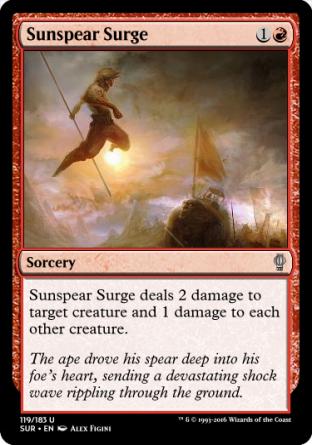 Sunspear Surge 1
Sorcery
Sunspear Surge deals 2 damage to
target creature and 1 damage to each
other creature.
The ape drove his spear deep into his
foe's heart, sending a devastating shock
wave rippling through the ground.
119/183 U
SUR • EN ALEX FIGINI
™ & © 1993-2016 Wizards of the Coast